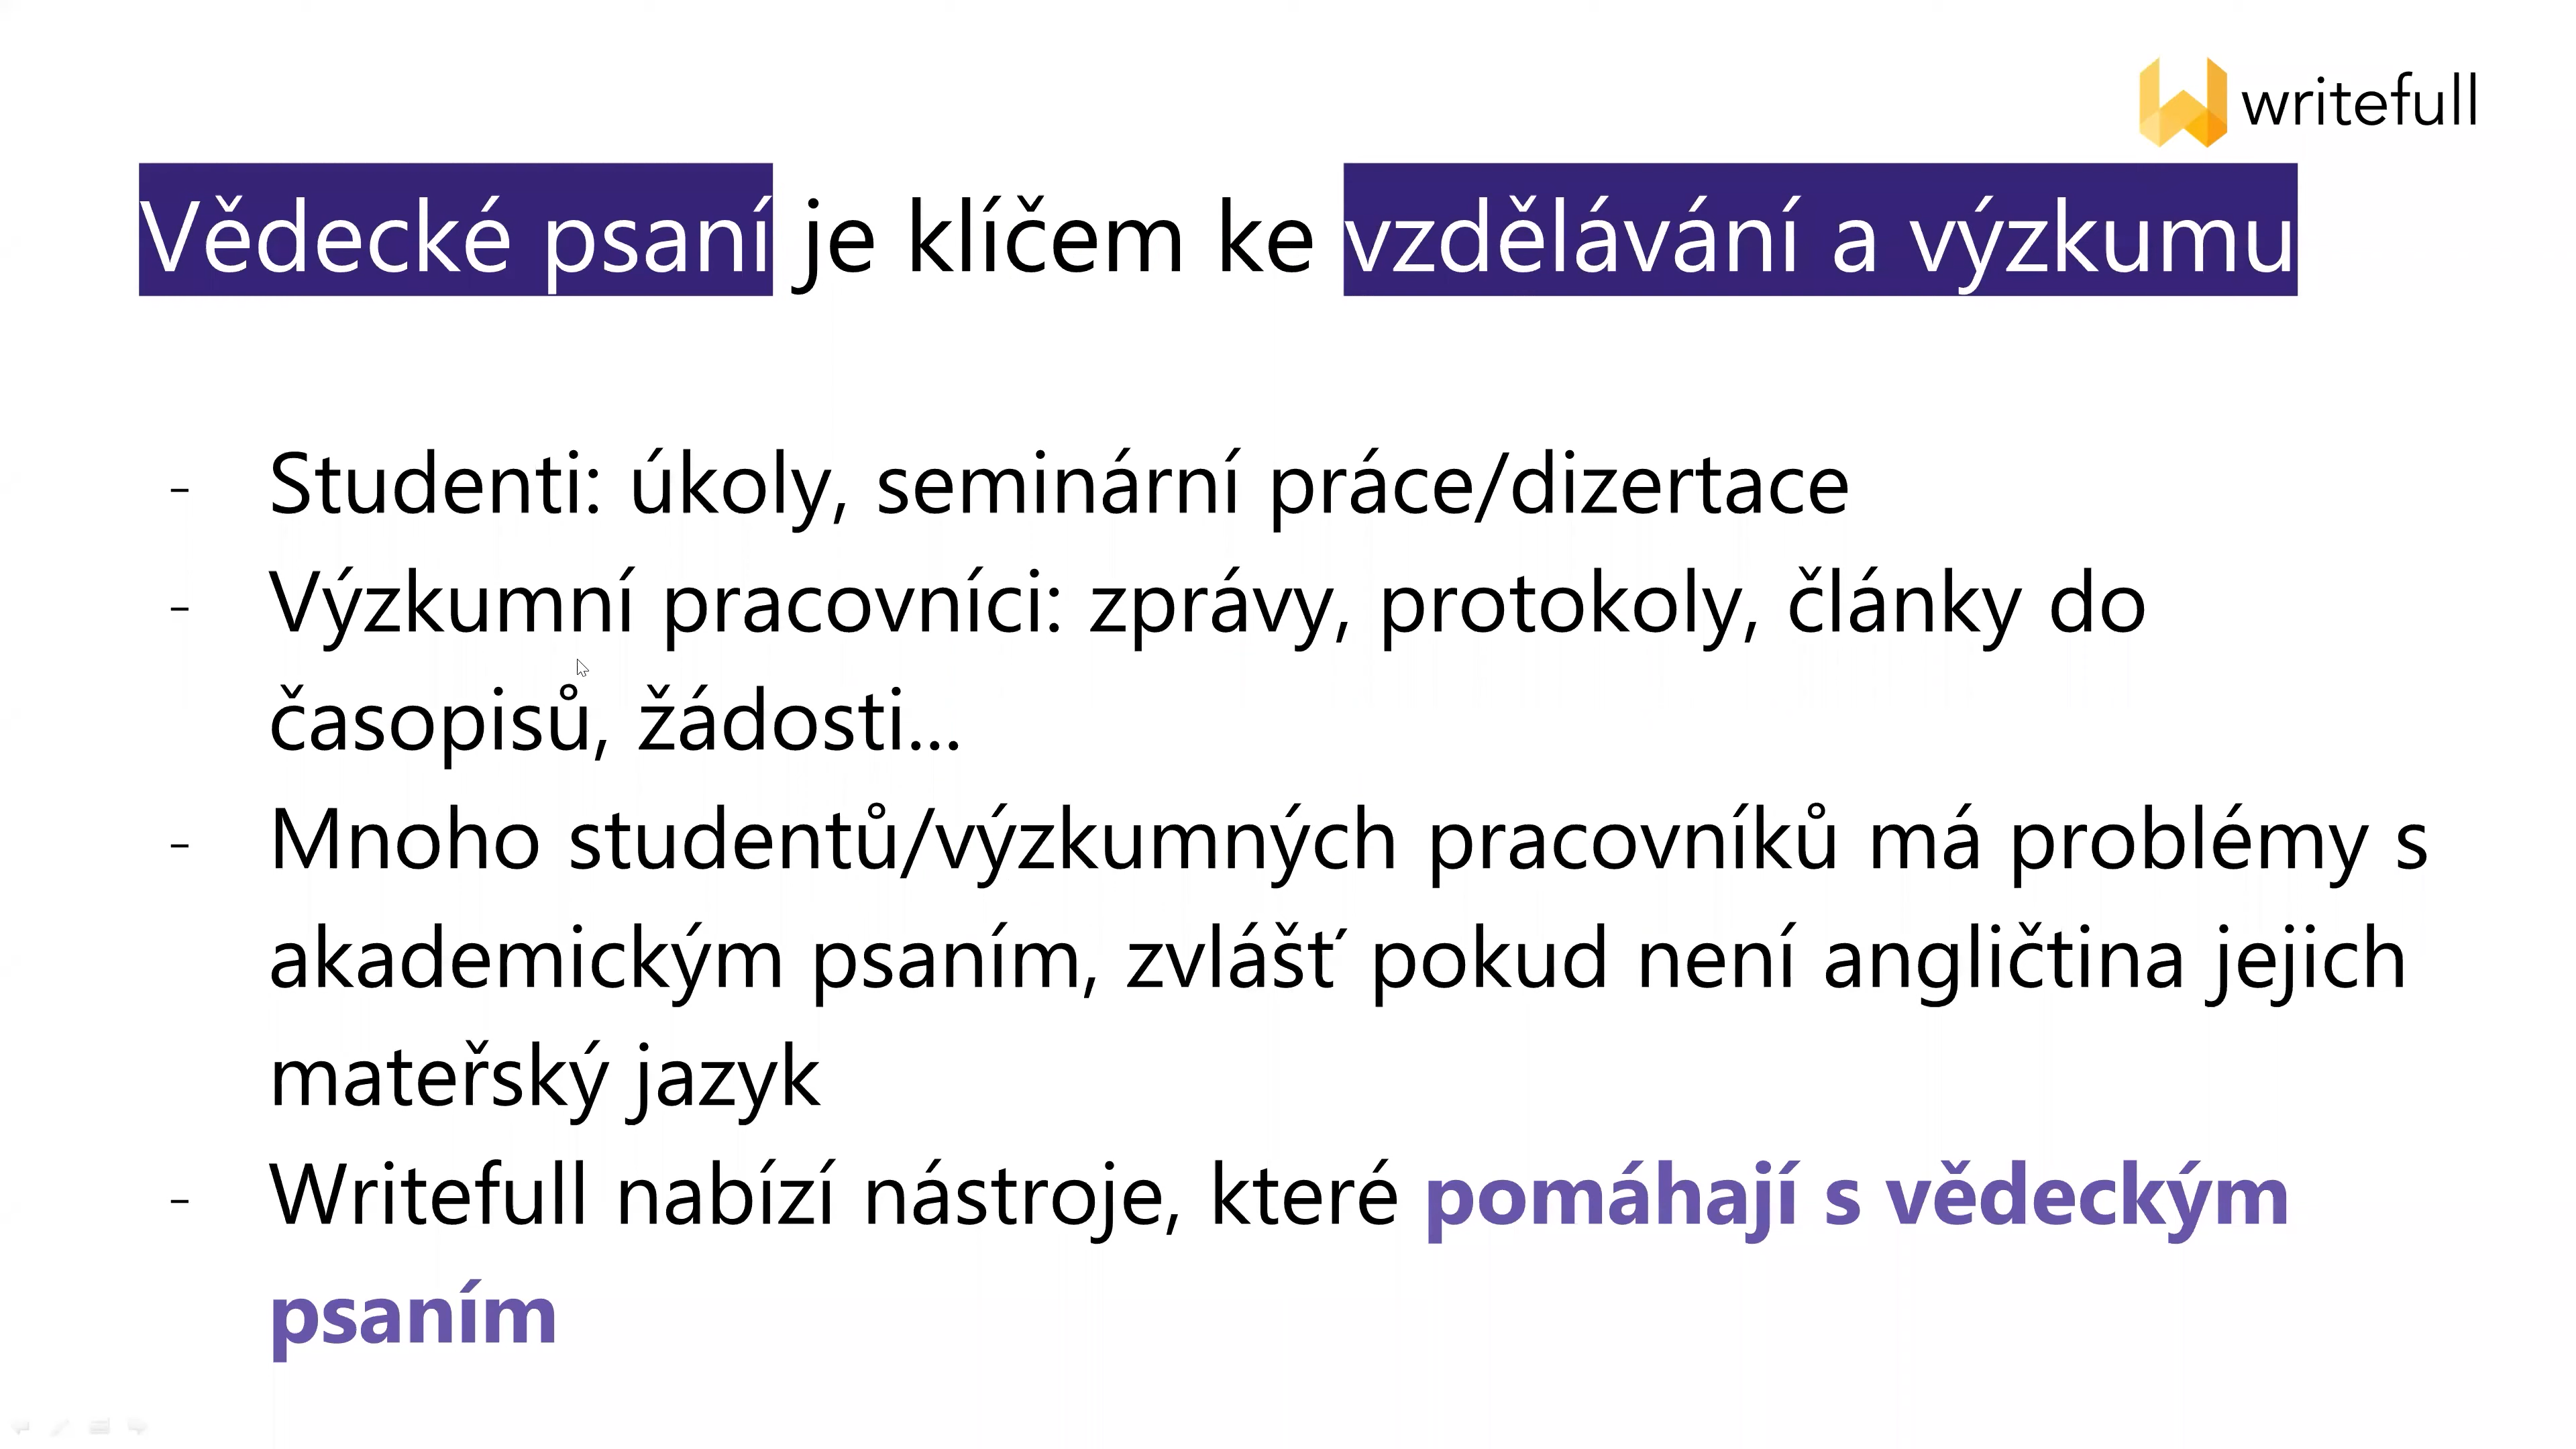 writefull
Vědecké psaní je klíčem ke vzdělávání a výzkumu
- Studenti: úkoly, seminární práce/dizertace
- Výzkumní pracovníci: zprávy, protokoly, články do
časopisů, žádosti...
- Mnoho studentů/výzkumných pracovníků má problémy s
akademickým psaním, zvlášť pokud není angličtina jejich
mateřský jazyk
- Writefull nabízí nástroje, které pomáhají s vědeckým
psaním